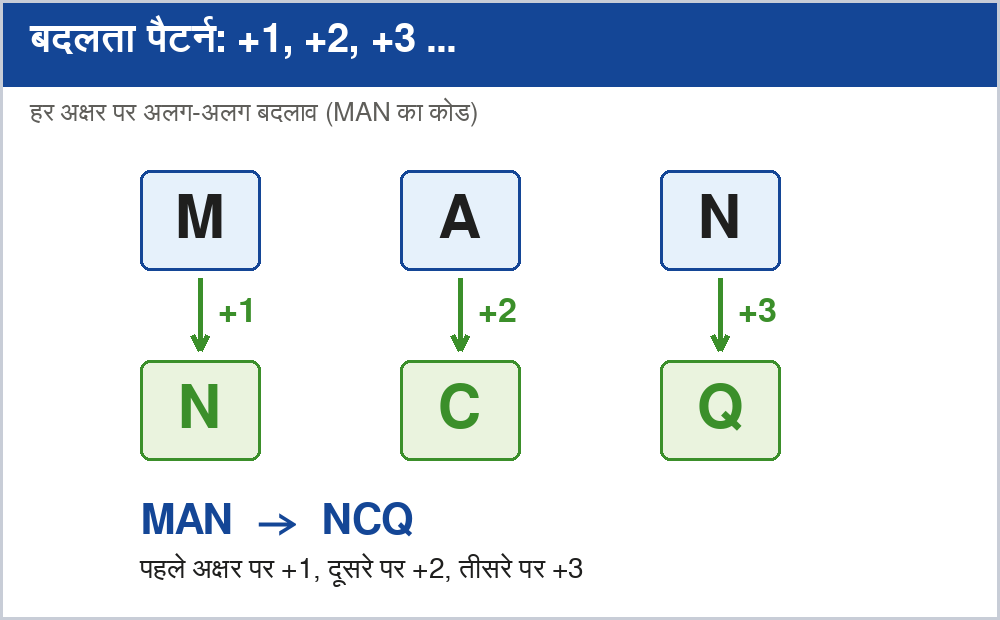 बदलता पैटर्न: +1, +2, +3 ...
हर अक्षर पर अलग-अलग बदलाव (MAN का कोड)
M A N
+1 +2 +3
N C Q
MAN → NCQ
पहले अक्षर पर +1, दूसरे पर +2, तीसरे पर +3